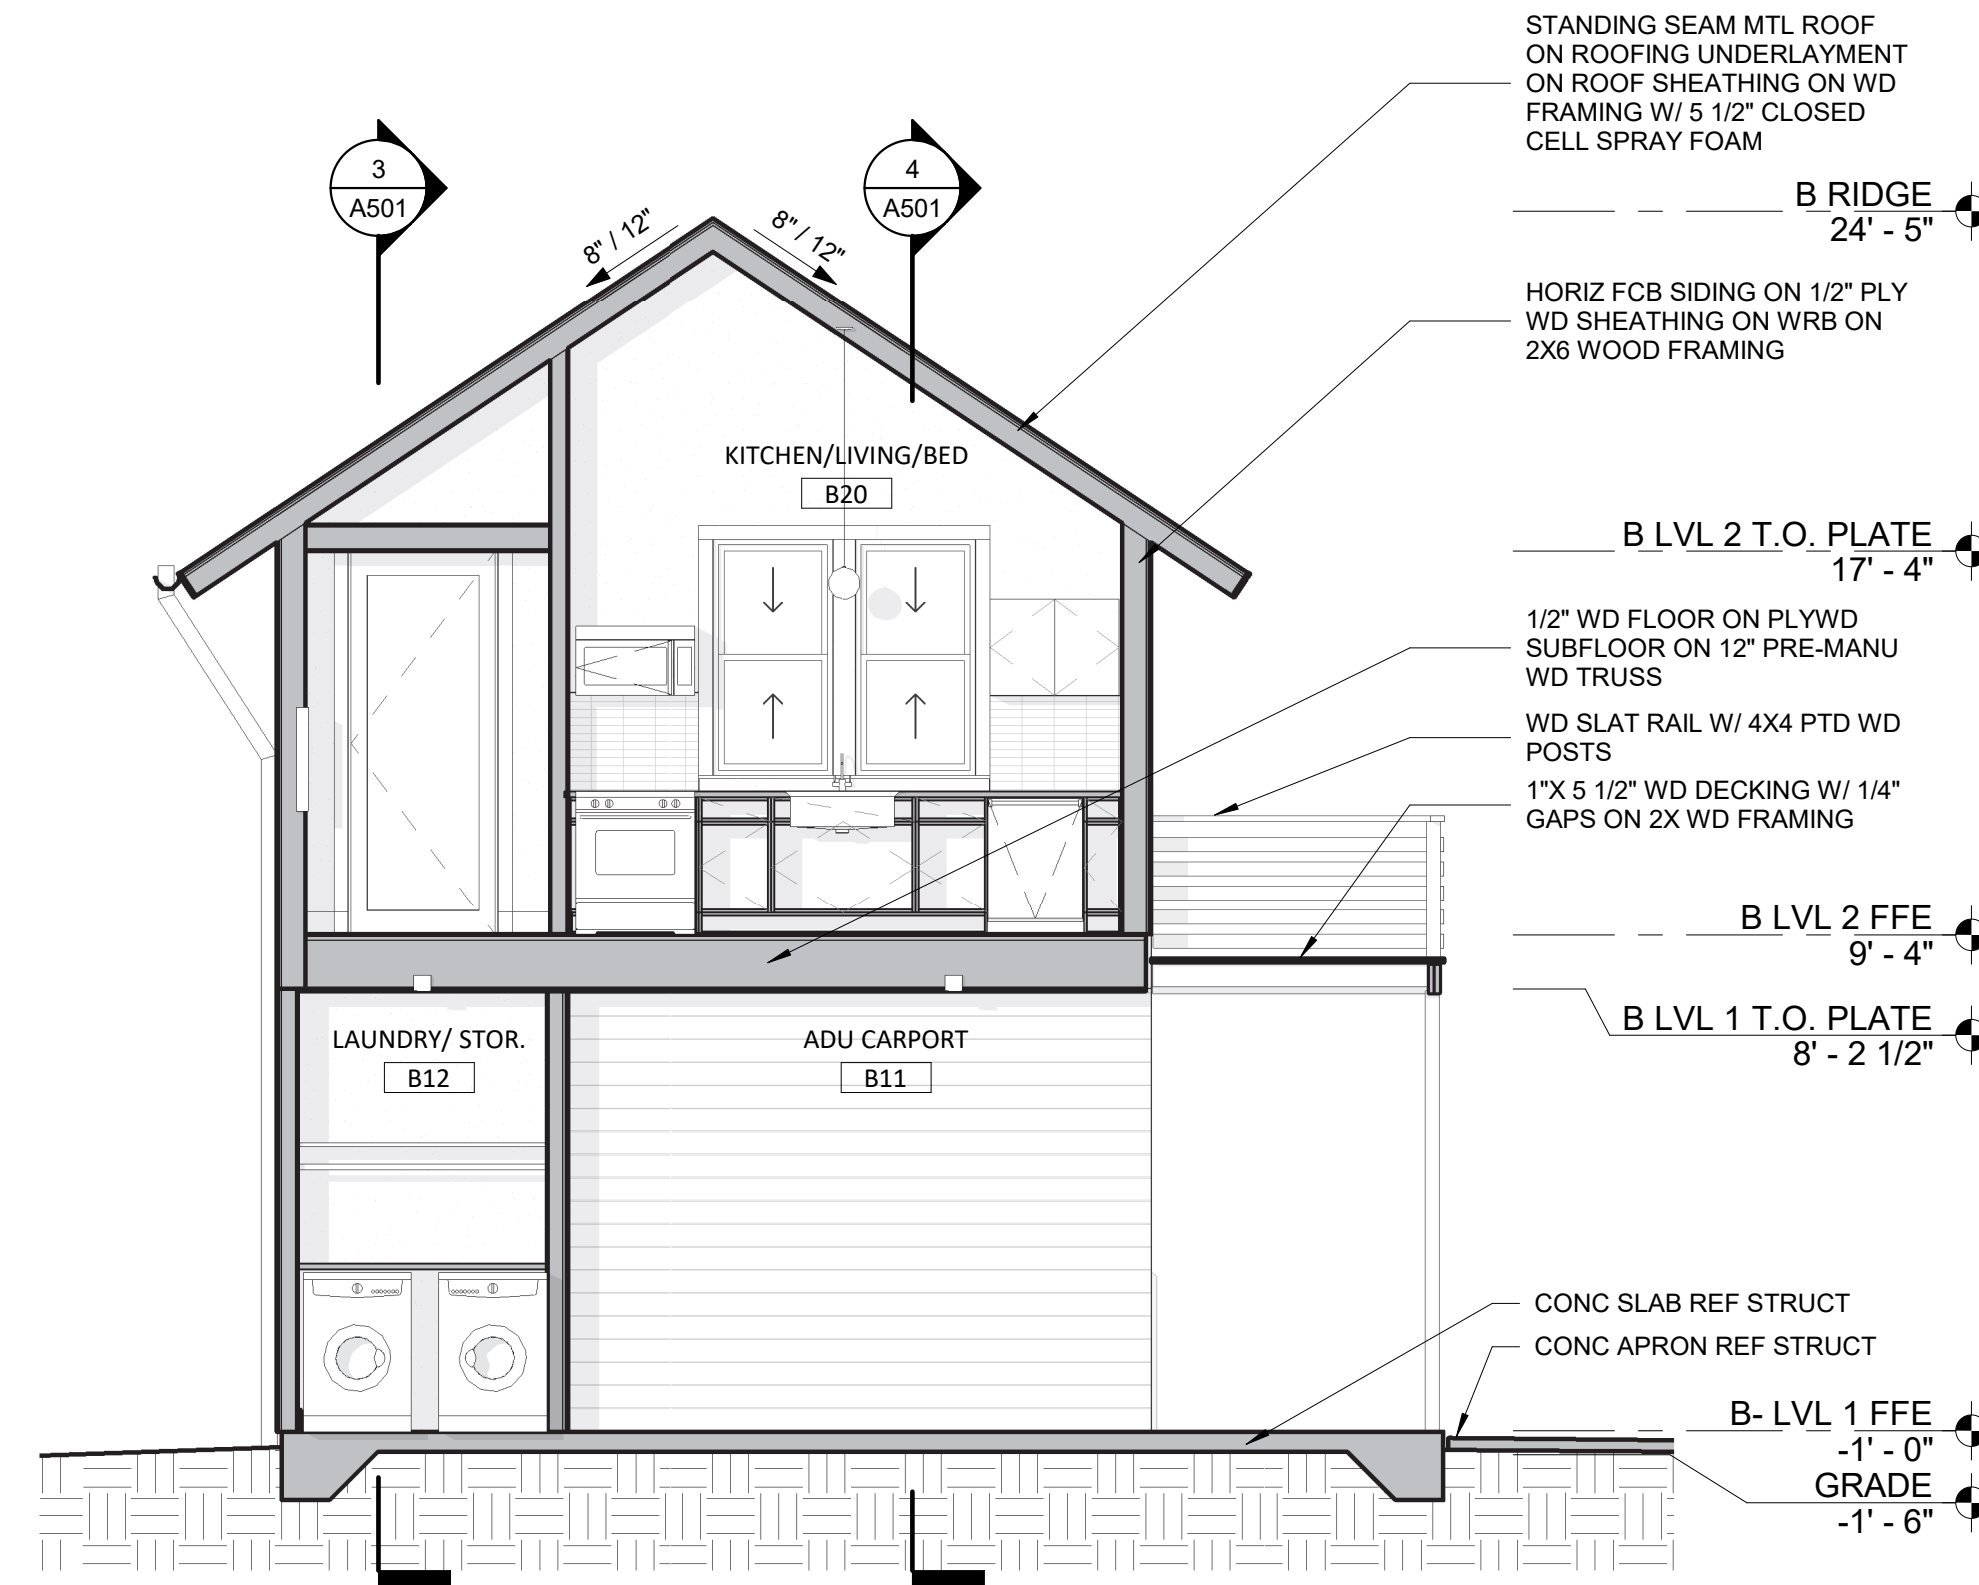 STANDING SEAM MTL ROOF
ON ROOFING UNDERLAYMENT
ON ROOF SHEATHING ON WD
FRAMING W/ 5 1/2" CLOSED
CELL SPRAY FOAM
3
A501
4
A501
B RIDGE
24' - 5"
8" / 12"
8" / 12"
HORIZ FCB SIDING ON 1/2" PLY
WD SHEATHING ON WRB ON
2X6 WOOD FRAMING
KITCHEN/LIVING/BED
B20
B LVL 2 T.O. PLATE
17' - 4"
1/2" WD FLOOR ON PLYWD
SUBFLOOR ON 12" PRE-MANU
WD TRUSS
WD SLAT RAIL W/ 4X4 PTD WD
POSTS
1"X 5 1/2" WD DECKING W/ 1/4"
GAPS ON 2X WD FRAMING
B LVL 2 FFE
9' - 4"
B LVL 1 T.O. PLATE
8' - 2 1/2"
LAUNDRY/ STOR.
B12
ADU CARPORT
B11
CONC SLAB REF STRUCT
CONC APRON REF STRUCT
B- LVL 1 FFE
-1' - 0"
GRADE
-1' - 6"